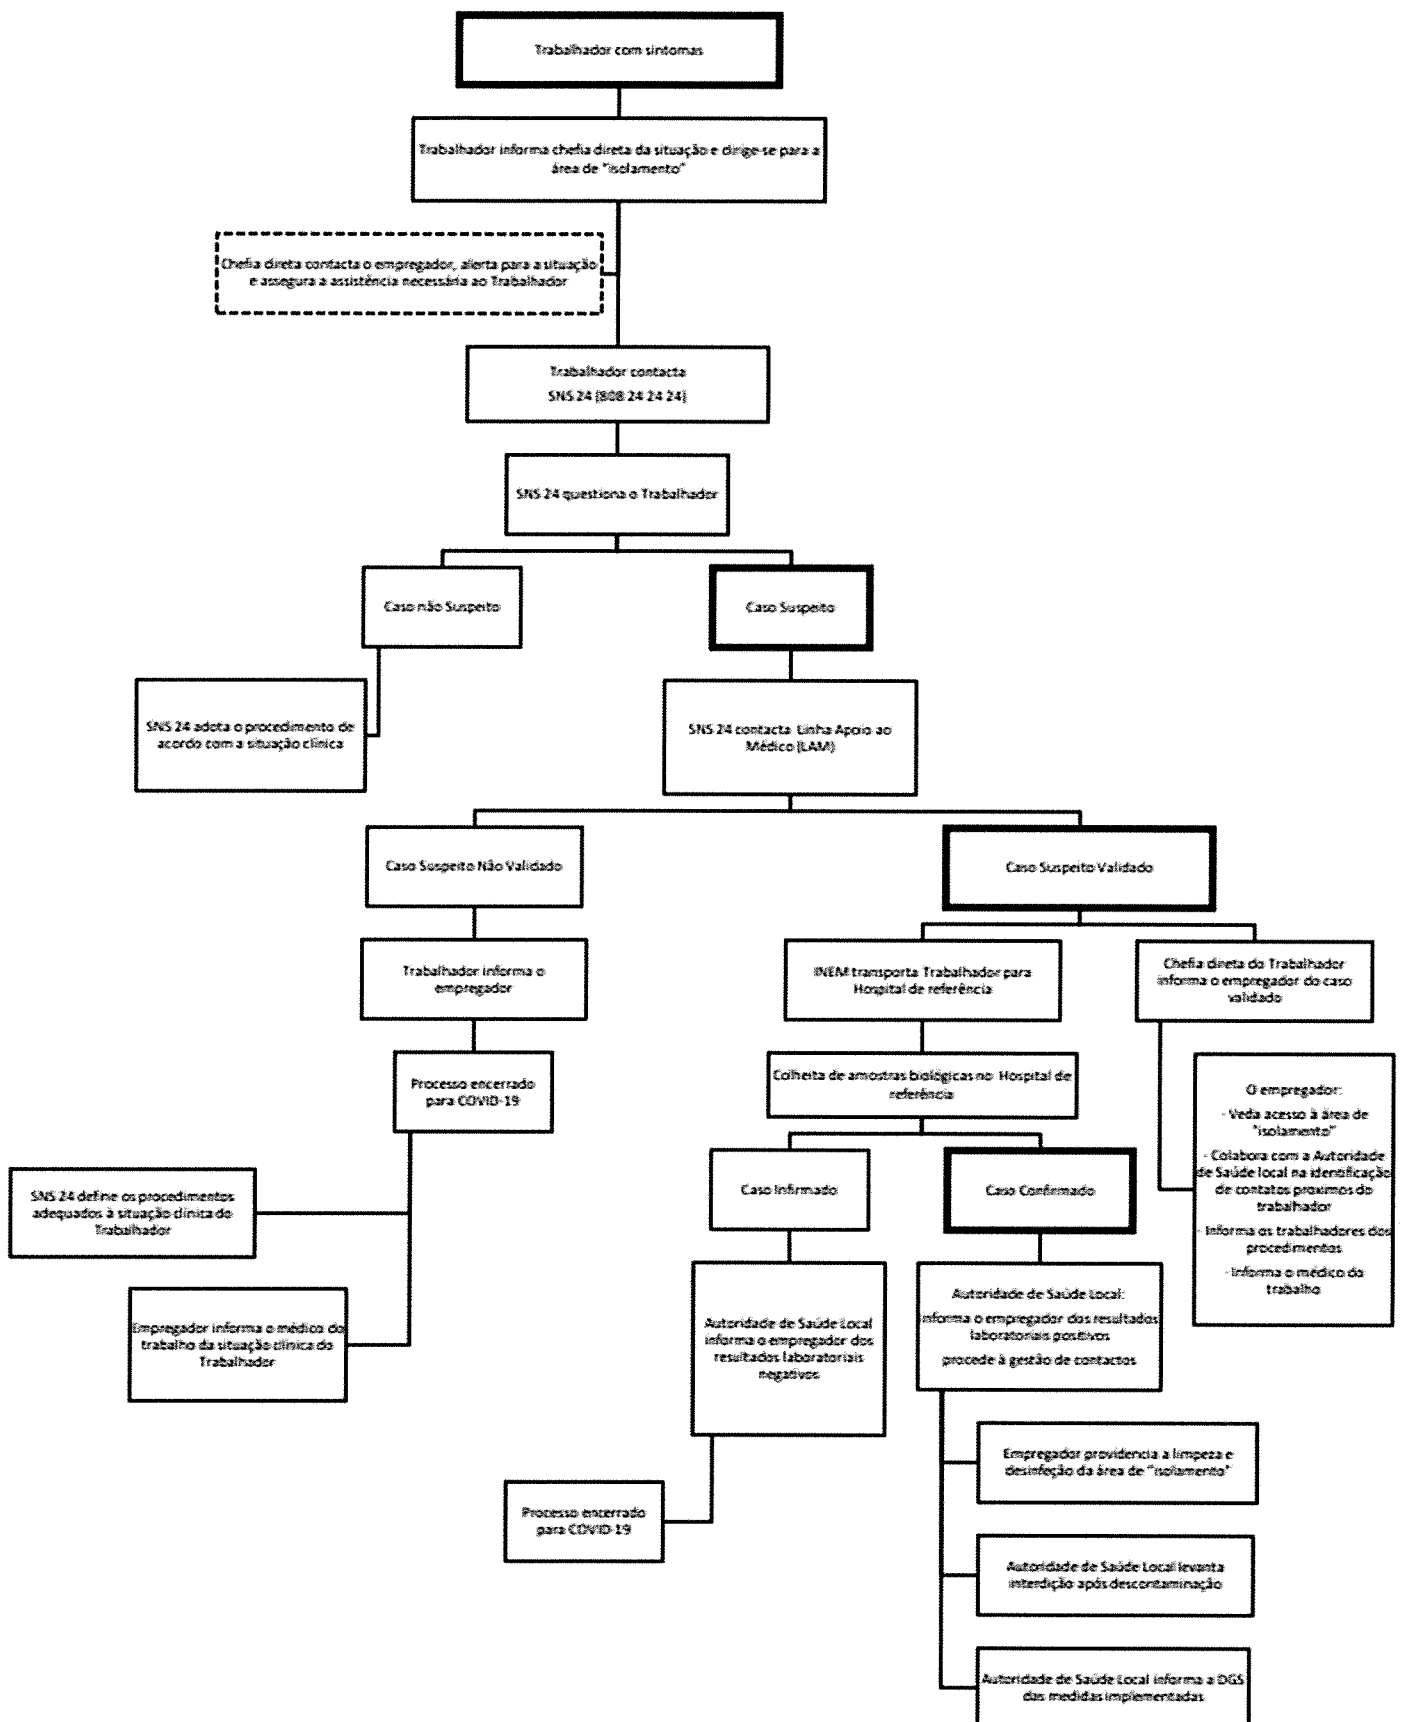 Trabalhador com sintomas
Trabalhador informa chefia direta da situação e dirige-se para a
área de "isolamento"
Chefia direta contacta o empregador, alerta para a situação
e assegura a assistência necessária ao Trabalhador
Trabalhador contacta
SNS 24 (808 24 24 24)
SNS 24 questiona o Trabalhador
Caso não Suspeito
Caso Suspeito
SNS 24 adota o procedimento de
acordo com a situação clínica
SNS 24 contacta Linha Apoio ao
Médico (LAM)
Caso Suspeito Não Validado
Caso Suspeito Validado
Trabalhador informa o
empregador
INEM transporta Trabalhador para
Hospital de referência
Chefia direta do Trabalhador
informa o empregador do caso
validado
Processo encerrado
para COVID-19
Colheita de amostras biológicas no Hospital de
referência
O empregador:
- Veda acesso à área de
"isolamento"
- Colabora com a Autoridade
de Saúde local na identificação
de contatos proximos do
trabalhador
- Informa os trabalhadores dos
procedimentos
- Informa o médico do
trabalho
SNS 24 define os procedimentos
adequados à situação clínica do
Trabalhador
Caso Infirmado
Caso Confirmado
Empregador informa o médico do
trabalho da situação clínica do
Trabalhador
Autoridade de Saúde Local
informa o empregador dos
resultados laboratoriais
negativos
Autoridade de Saúde Local:
informa o empregador dos resultados
laboratoriais positivos
procede à gestão de contactos
Processo encerrado
para COVID-19
Empregador providencia a limpeza e
desinfeção da área de "isolamento"
Autoridade de Saúde Local levanta
interdição após descontaminação
Autoridade de Saúde Local informa a DGS
das medidas implementadas